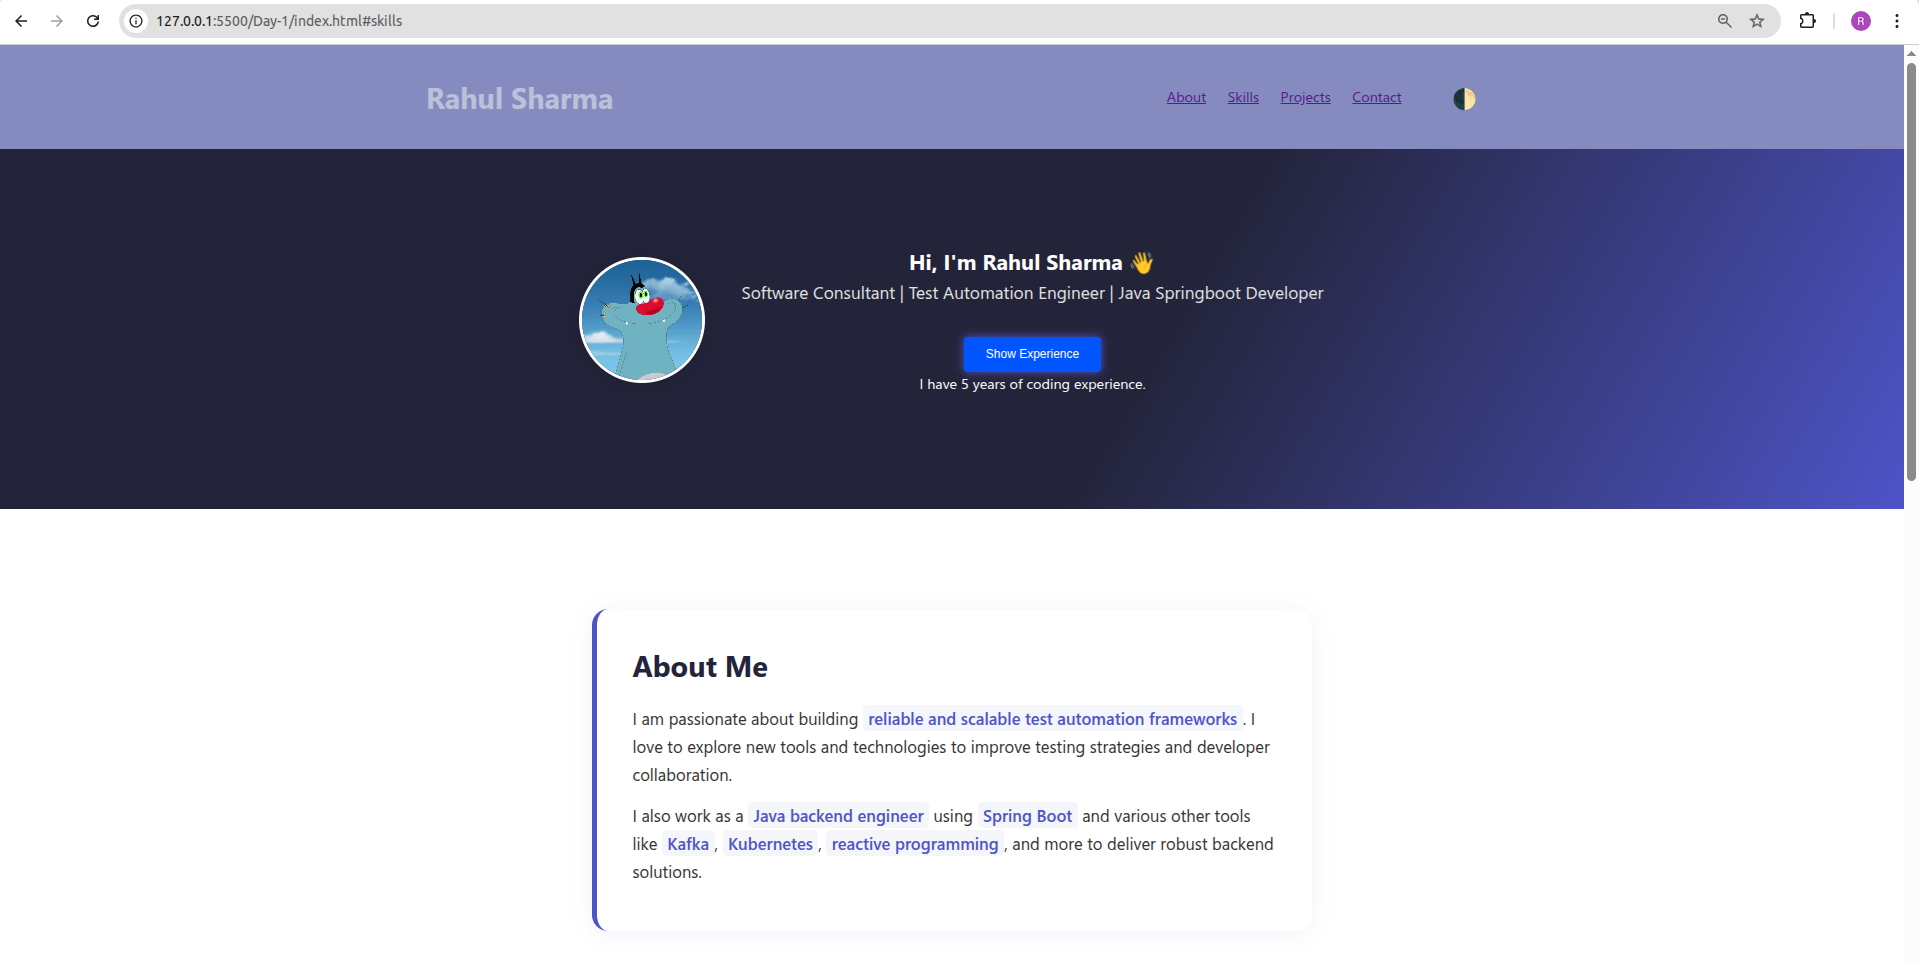 127.0.0.1:5500/Day-1/index.html#skills
R
Rahul Sharma
About Skills Projects Contact
Hi, I'm Rahul Sharma 👋
Software Consultant | Test Automation Engineer | Java Springboot Developer
Show Experience
I have 5 years of coding experience.
About Me
I am passionate about building reliable and scalable test automation frameworks . I
love to explore new tools and technologies to improve testing strategies and developer
collaboration.
I also work as a Java backend engineer using Spring Boot and various other tools
like Kafka , Kubernetes , reactive programming , and more to deliver robust backend
solutions.